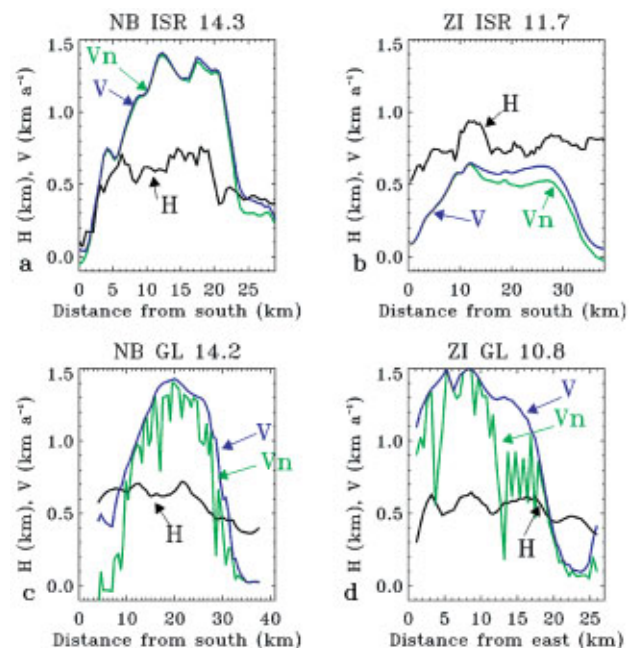 NB ISR 14.3
ZI ISR 11.7
1.5
1.0
0.5
0.0
H (km), V (km a⁻¹)
Vn
V
H
a
0 5 10 15 20 25
Distance from south (km)
1.5
1.0
0.5
0.0
H (km), V (km a⁻¹)
H
V
Vn
b
0 10 20 30
Distance from south (km)
NB GL 14.2
ZI GL 10.8
1.5
1.0
0.5
0.0
H (km), V (km a⁻¹)
V
Vn
H
c
0 10 20 30 40
Distance from south (km)
1.5
1.0
0.5
0.0
H (km), V (km a⁻¹)
V
Vn
H
d
0 5 10 15 20 25
Distance from east (km)